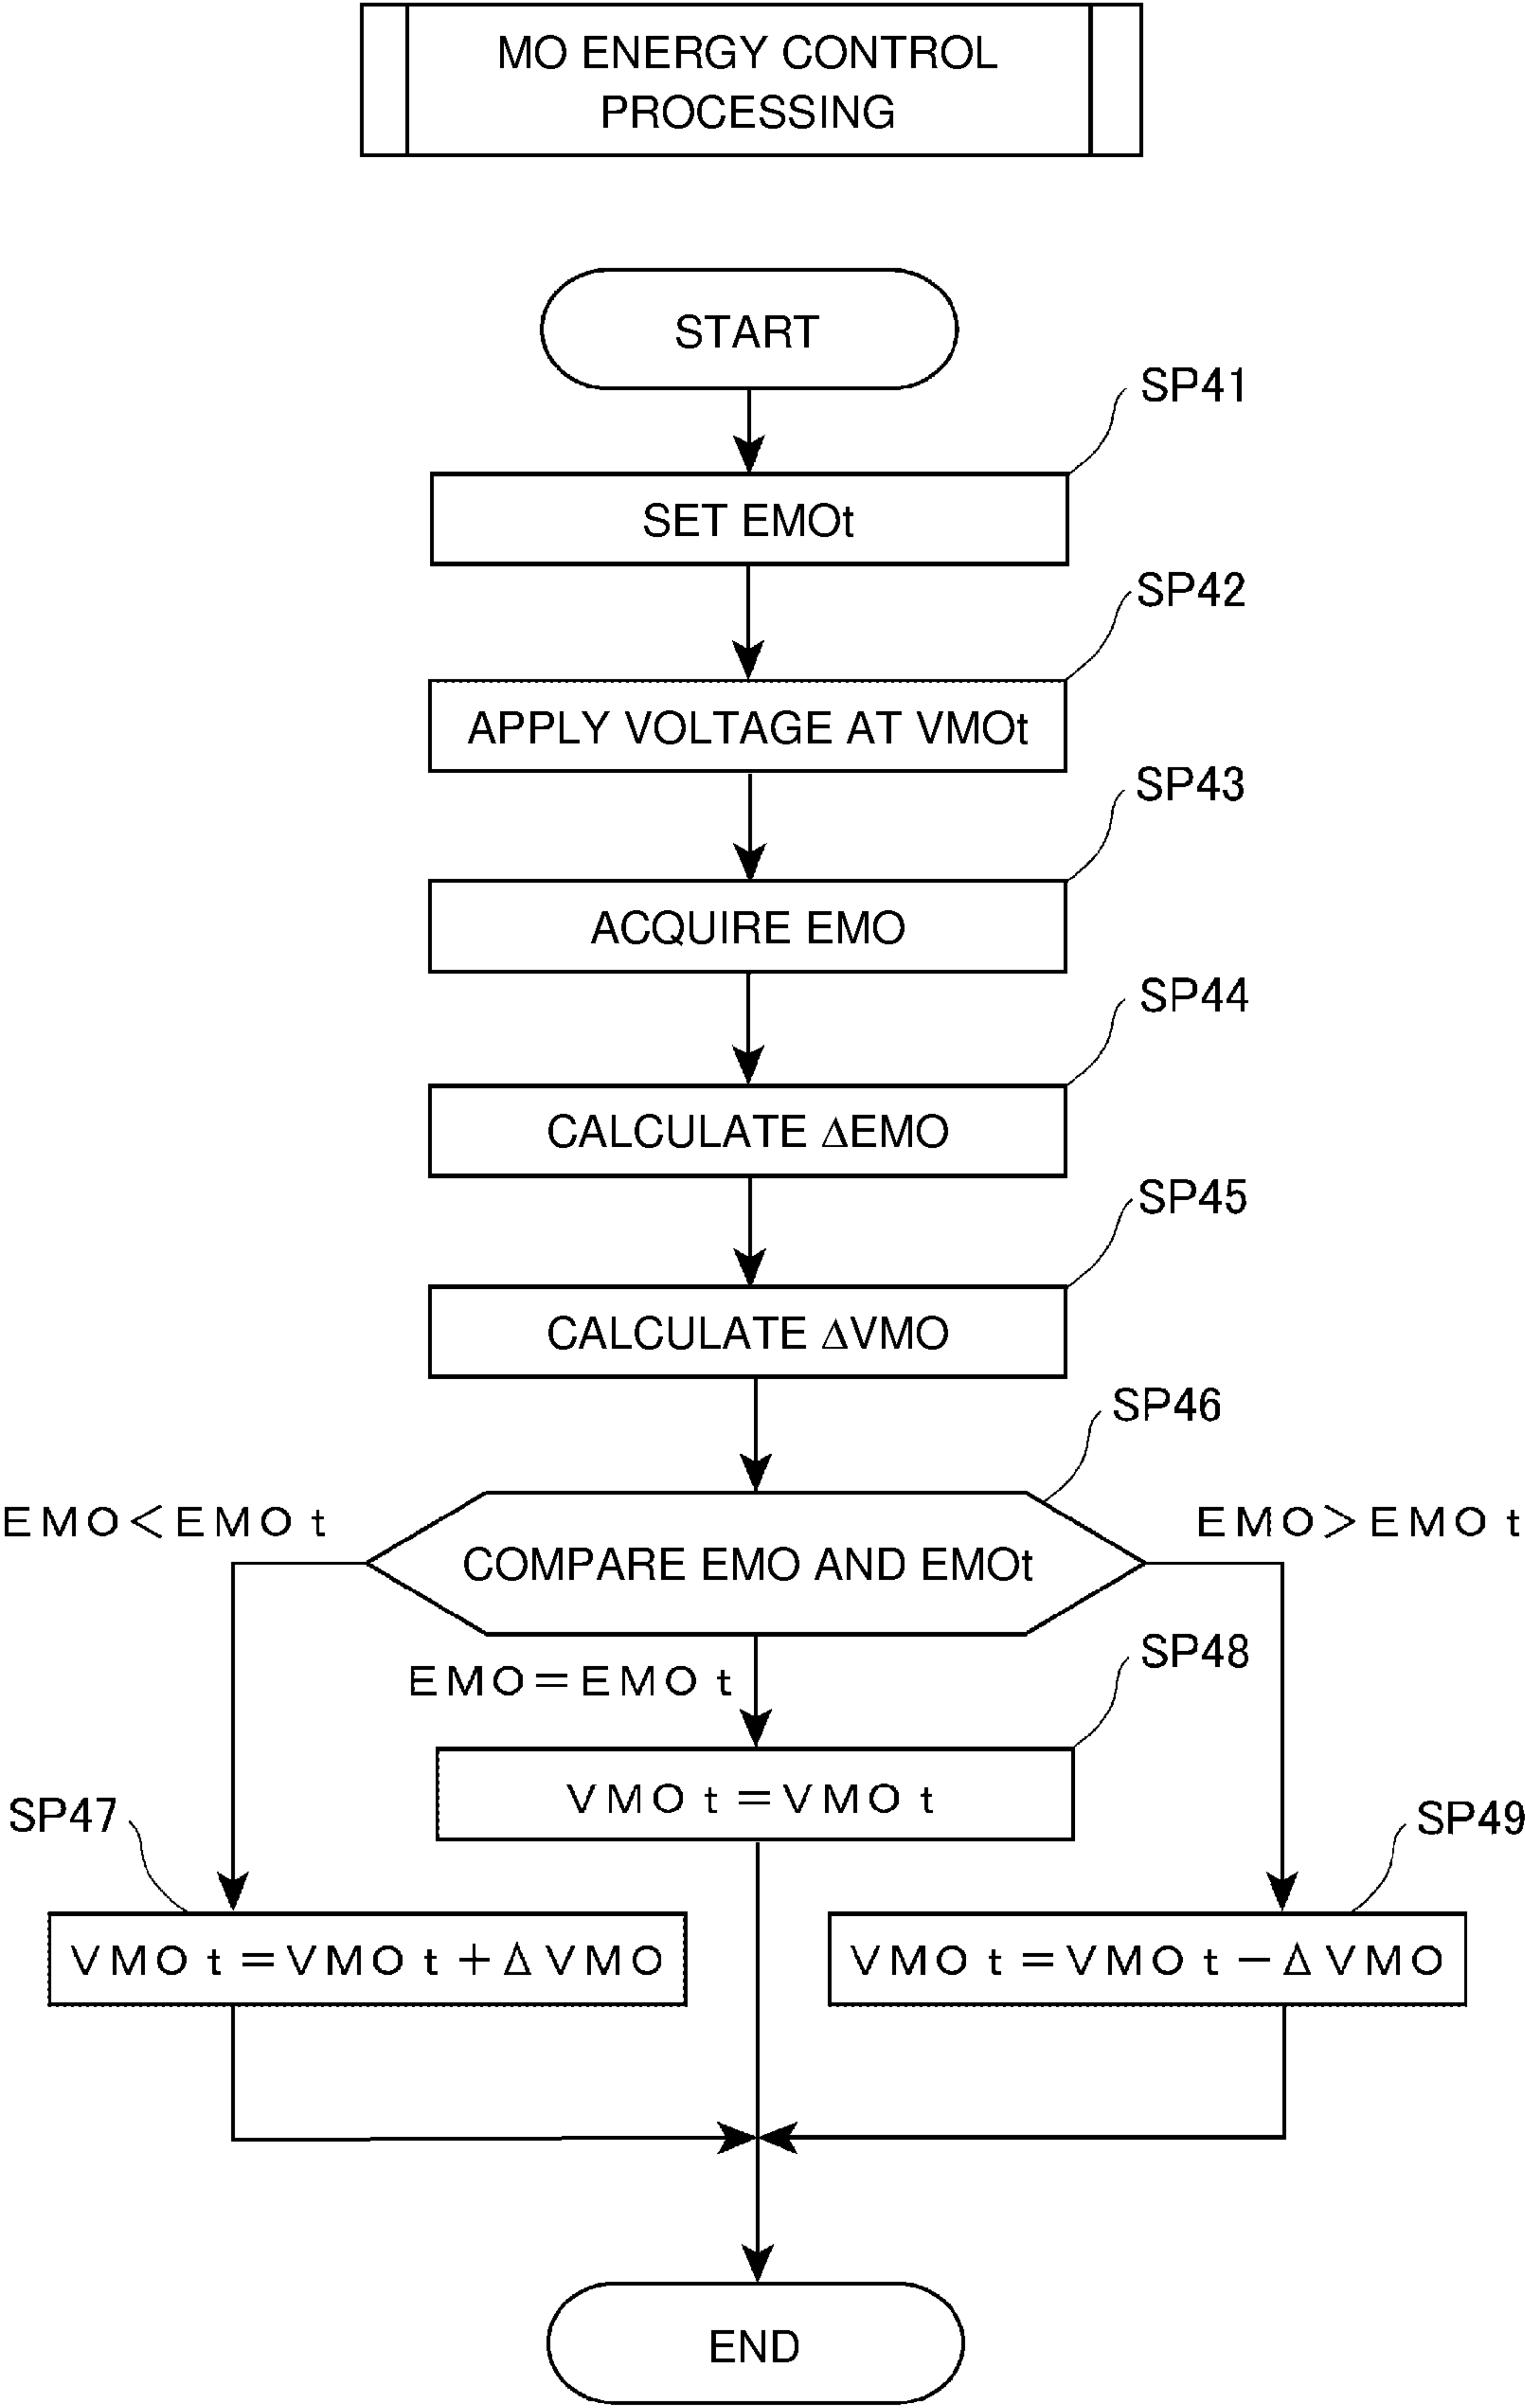 MO ENERGY CONTROL
PROCESSING
START
SP41
SET EMOt
SP42
APPLY VOLTAGE AT VMOt
SP43
ACQUIRE EMO
SP44
CALCULATE ΔEMO
SP45
CALCULATE ΔVMO
SP46
EMO<EMOt
EMO>EMOt
COMPARE EMO AND EMOt
EMO=EMOt
SP48
VMOt=VMOt
SP47
SP49
VMOt=VMOt+ΔVMO
VMOt=VMOt−ΔVMO
END